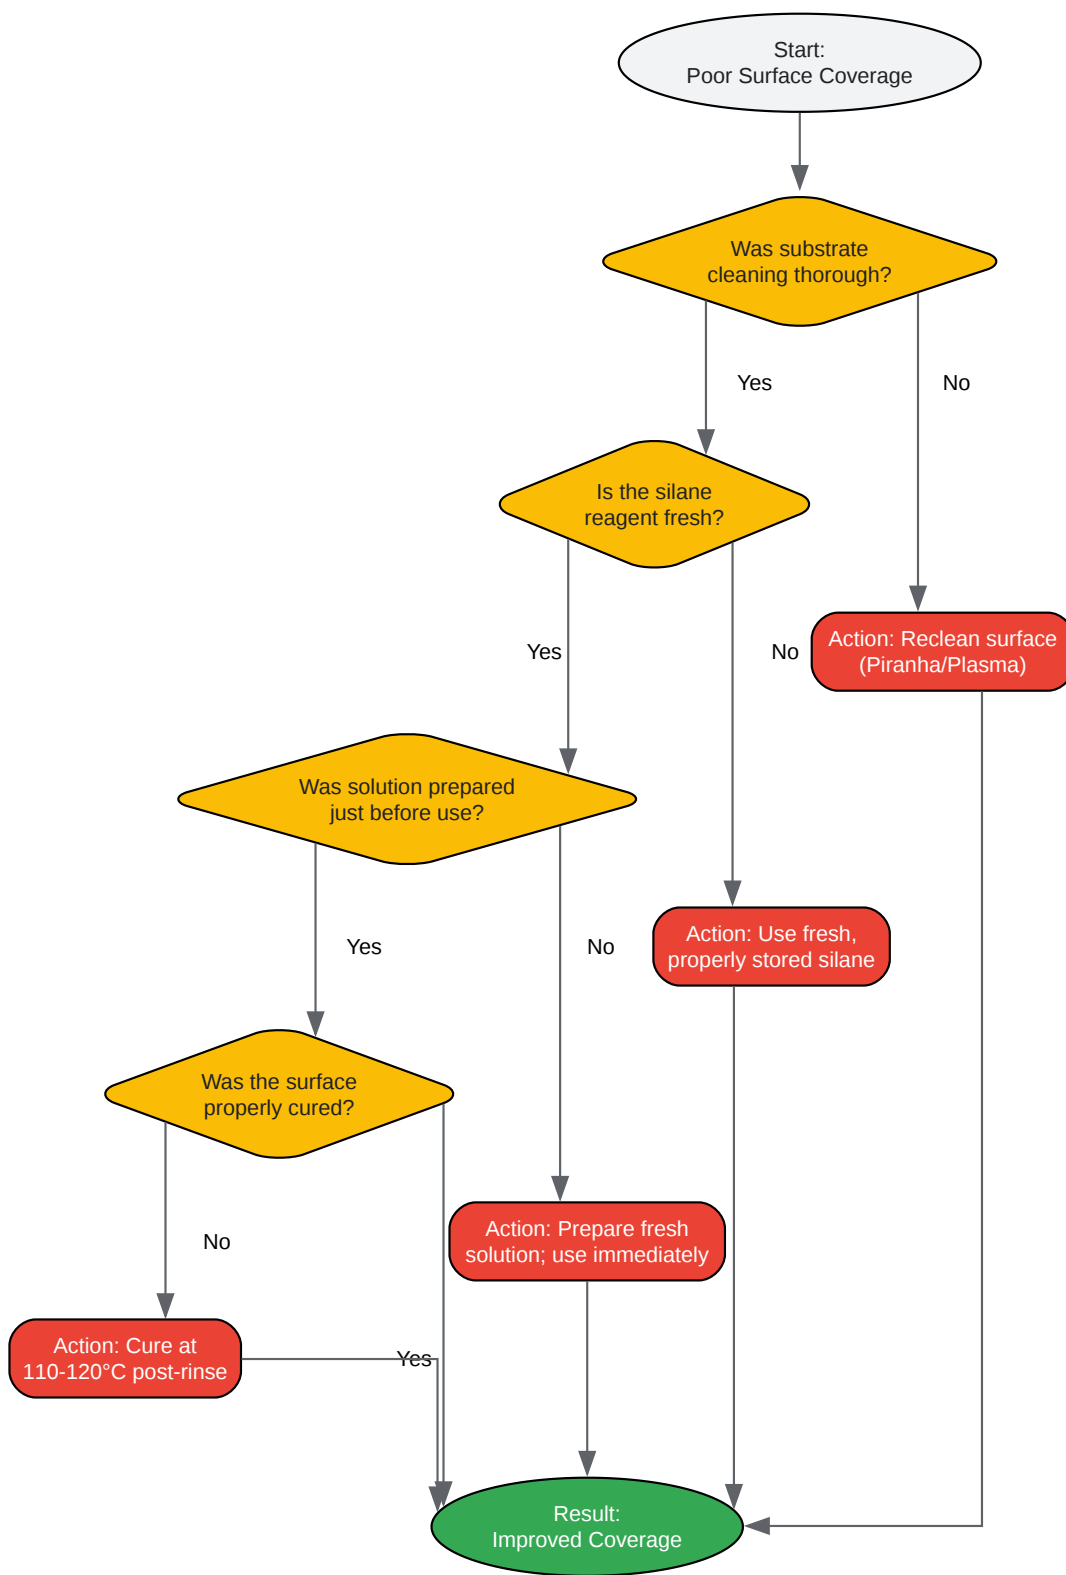 Start:
Poor Surface Coverage
Was substrate
cleaning thorough?
Yes
No
Is the silane
reagent fresh?
Yes
No
Action: Reclean surface
(Piranha/Plasma)
Was solution prepared
just before use?
Yes
No
Action: Use fresh,
properly stored silane
Was the surface
properly cured?
No
Action: Prepare fresh
solution; use immediately
Action: Cure at
110-120°C post-rinse
Yes
Result:
Improved Coverage